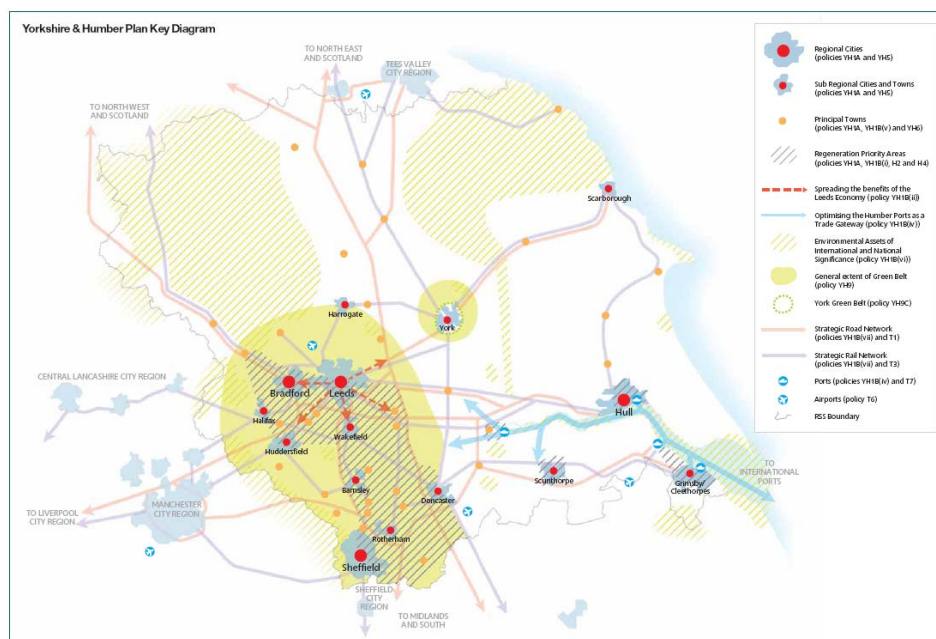 Yorkshire & Humber Plan Key Diagram
TO NORTH EAST
AND SCOTLAND
TEES VALLEY
CITY REGION
TO NORTH WEST
AND SCOTLAND
Scarborough
Harrogate
York
CENTRAL LANCASHIRE CITY REGION
Bradford
Leeds
Hull
Halifax
Wakefield
Huddersfield
TO
INTERNATIONAL
PORTS
Barnsley
Doncaster
Scunthorpe
Grimsby/
Cleethorpes
MANCHESTER
CITY REGION
TO LIVERPOOL
CITY REGION
Rotherham
Sheffield
SHEFFIELD
CITY
REGION
TO MIDLANDS
AND SOUTH
Regional Cities
(policies YH1A and YH5)
Sub Regional Cities and Towns
(policies YH1A and YH5)
Principal Towns
(policies YH1A, YH1B(v) and YH6)
Regeneration Priority Areas
(policies YH1A, YH1B(i), H2 and H4)
Spreading the benefits of the
Leeds Economy (policy YH1B(ii))
Optimising the Humber Ports as a
Trade Gateway (policy YH1B(iv))
Environmental Assets of
International and National
Significance (policy YH1B(vi))
General extent of Green Belt
(policy YH9)
York Green Belt (policy YH9C)
Strategic Road Network
(policies YH1B(vii) and T1)
Strategic Rail Network
(policies YH1B(vii) and T3)
Ports (policies YH1B(iv) and T7)
Airports (policy T6)
RSS Boundary